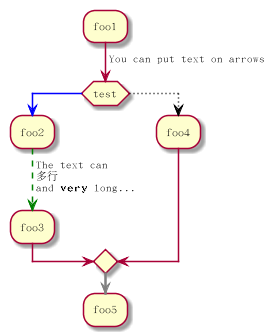 foo1
You can put text on arrows
test
foo2
foo4
The text can
多行
and very long...
foo3
foo5